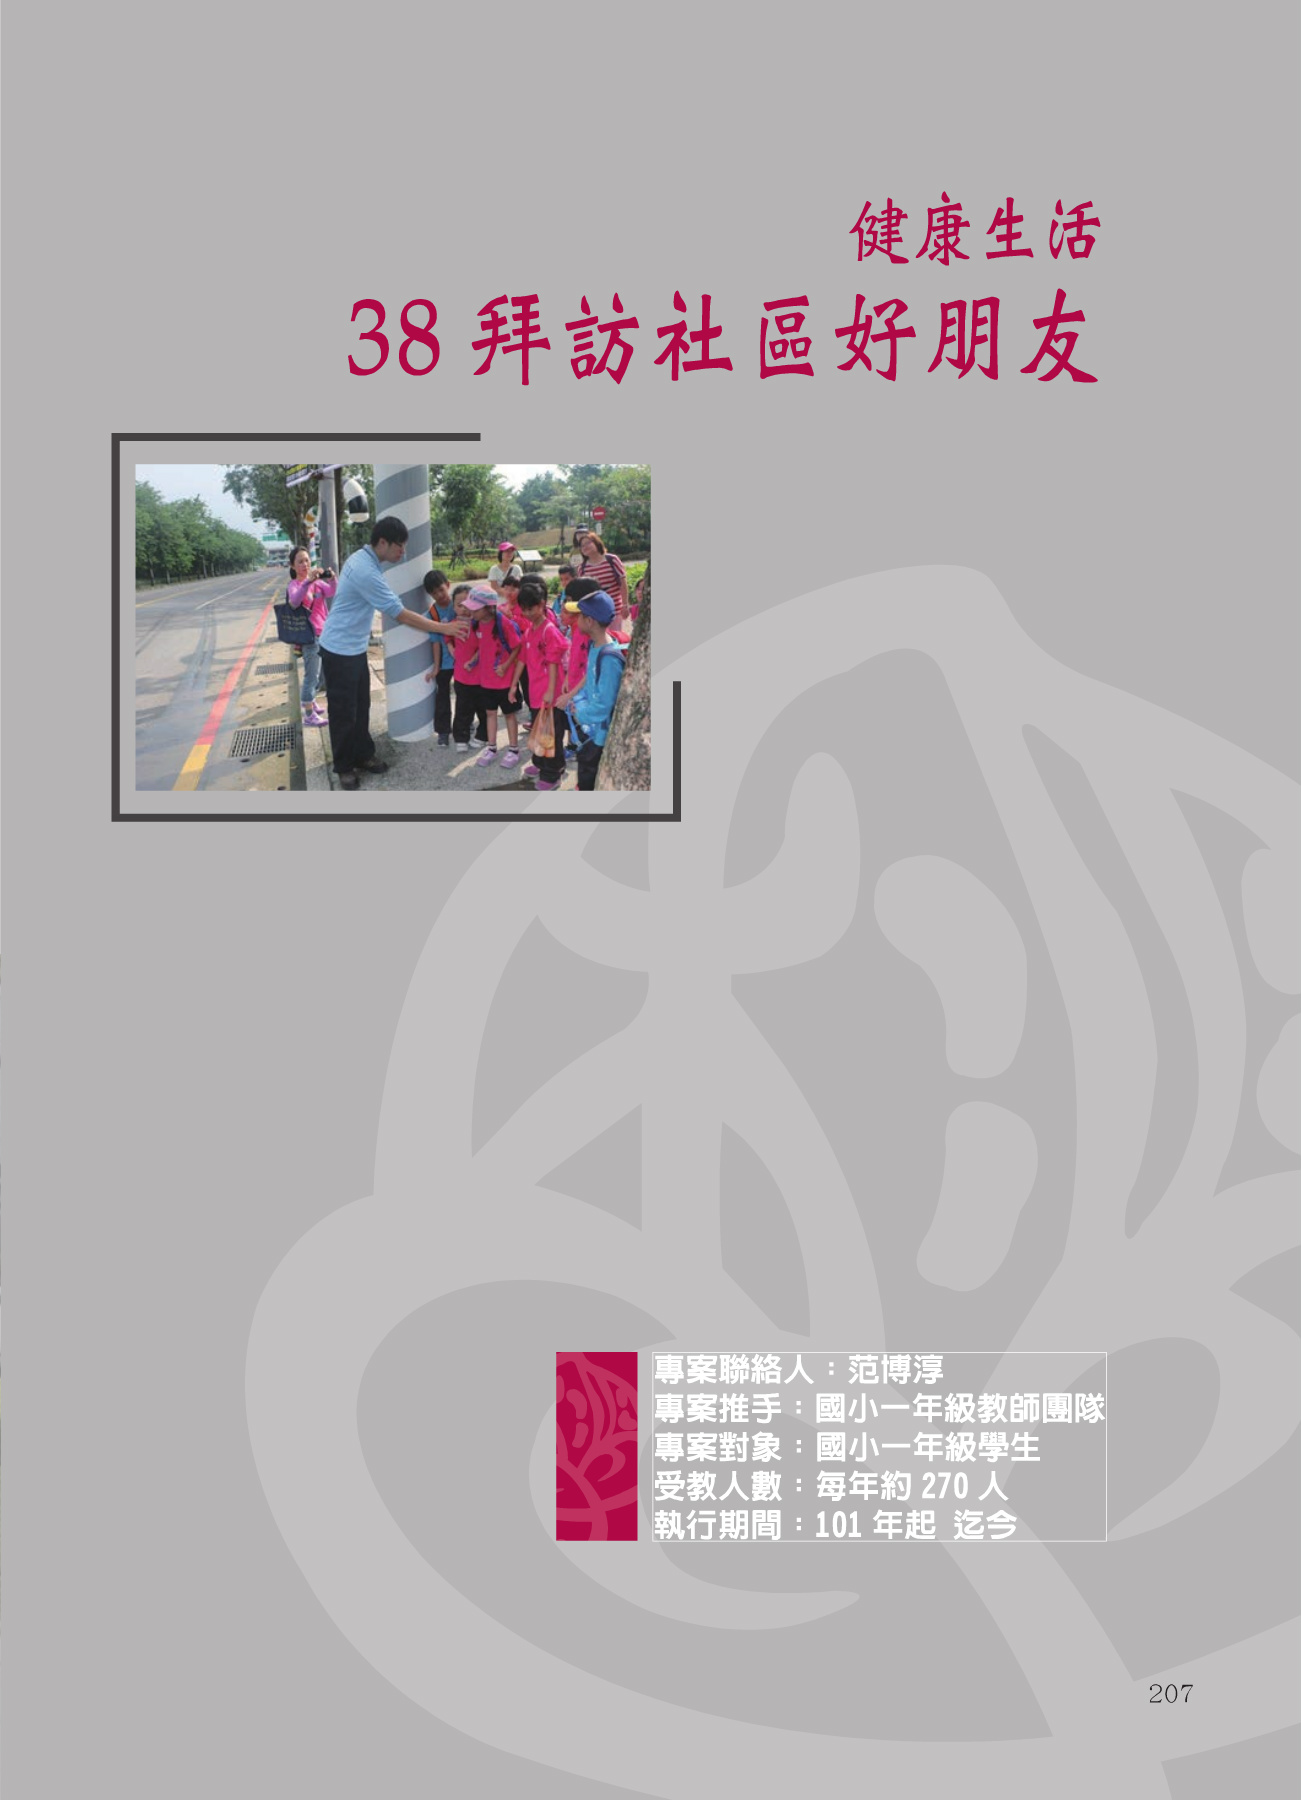 健康生活
38 拜訪社區好朋友
專案聯絡人：范博淳
專案推手：國小一年級教師團隊
專案對象：國小一年級學生
受教人數：每年約 270 人
執行期間：101 年起 迄今
207